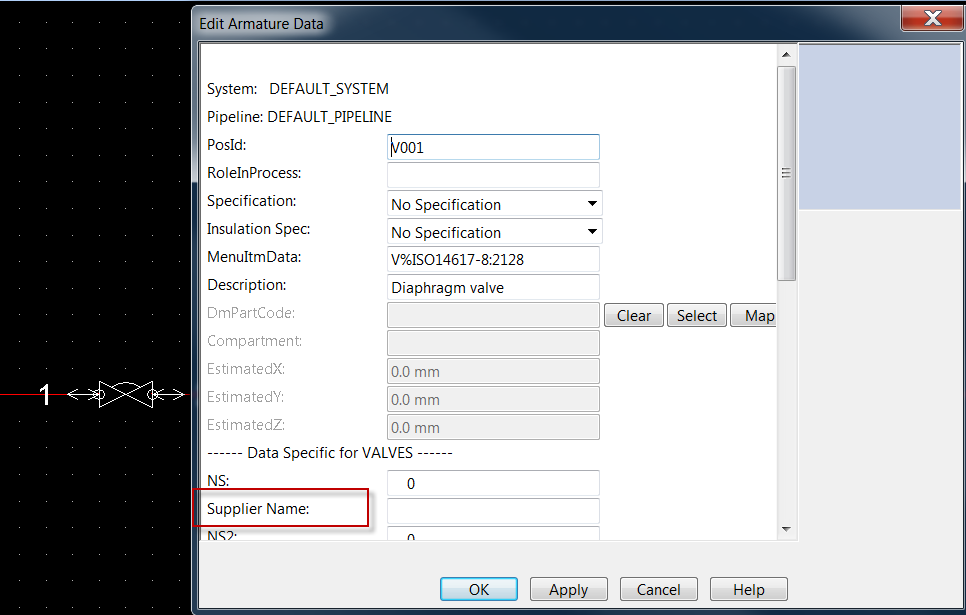 Edit Armature Data
System: DEFAULT_SYSTEM
Pipeline: DEFAULT_PIPELINE
PosId: V001
RoleInProcess:
Specification: No Specification
Insulation Spec: No Specification
MenuItmData: V%ISO14617-8:2128
Description: Diaphragm valve
DmPartCode: Clear Select Map
Compartment:
EstimatedX: 0.0 mm
EstimatedY: 0.0 mm
1
EstimatedZ: 0.0 mm
------ Data Specific for VALVES ------
NS: 0
Supplier Name:
NS2: 0
OK Apply Cancel Help